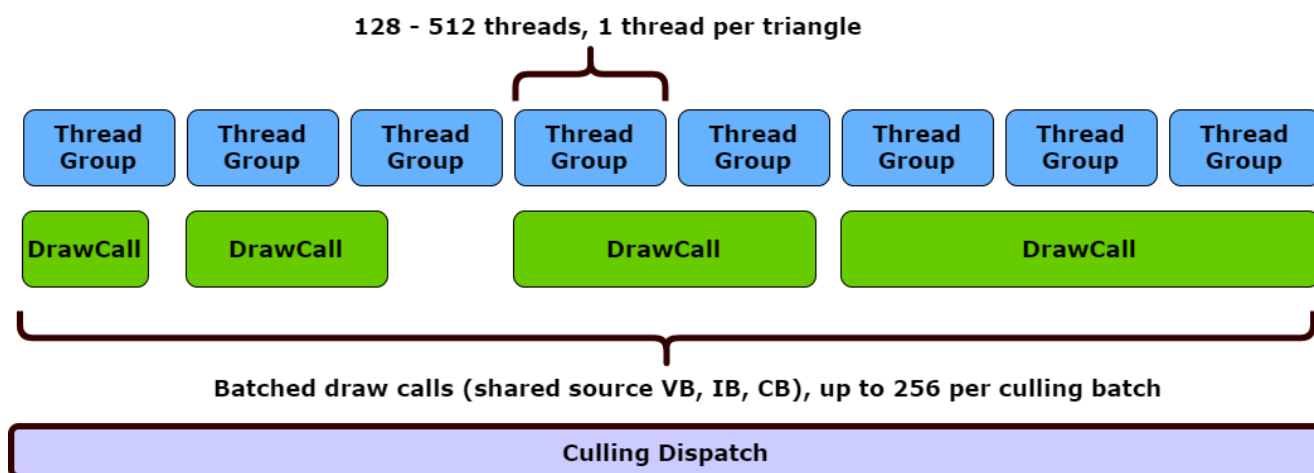 128 - 512 threads, 1 thread per triangle
Thread Group
Thread Group
Thread Group
Thread Group
Thread Group
Thread Group
Thread Group
Thread Group
DrawCall
DrawCall
DrawCall
DrawCall
Batched draw calls (shared source VB, IB, CB), up to 256 per culling batch
Culling Dispatch